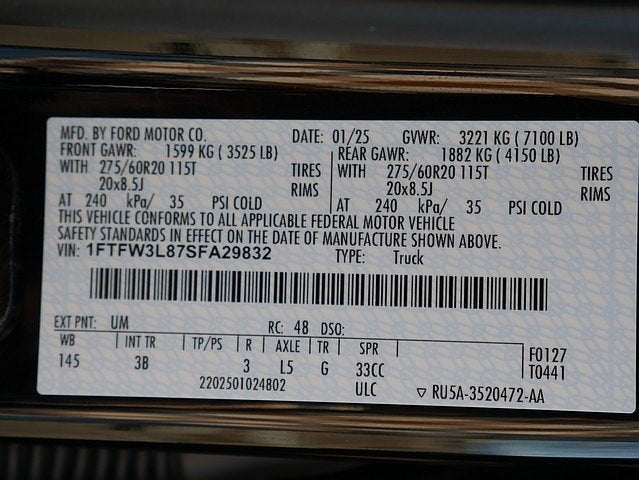 MFD. BY FORD MOTOR CO. DATE: 01/25 GVWR: 3221 KG ( 7100 LB)
FRONT GAWR: 1599 KG ( 3525 LB) REAR GAWR: 1882 KG ( 4150 LB)
WITH 275/60R20 115T TIRES WITH 275/60R20 115T TIRES
20x8.5J RIMS 20x8.5J RIMS
AT 240 kPa/ 35 PSI COLD AT 240 kPa/ 35 PSI COLD
THIS VEHICLE CONFORMS TO ALL APPLICABLE FEDERAL MOTOR VEHICLE
SAFETY STANDARDS IN EFFECT ON THE DATE OF MANUFACTURE SHOWN ABOVE.
VIN: 1FTFW3L87SFA29832 TYPE: Truck
EXT PNT: UM RC: 48 DSO:
WB INT TR TP/PS R AXLE TR SPR F0127
145 3B 3 L5 G 33CC T0441
2202501024802 ULC ▽ RU5A-3520472-AA